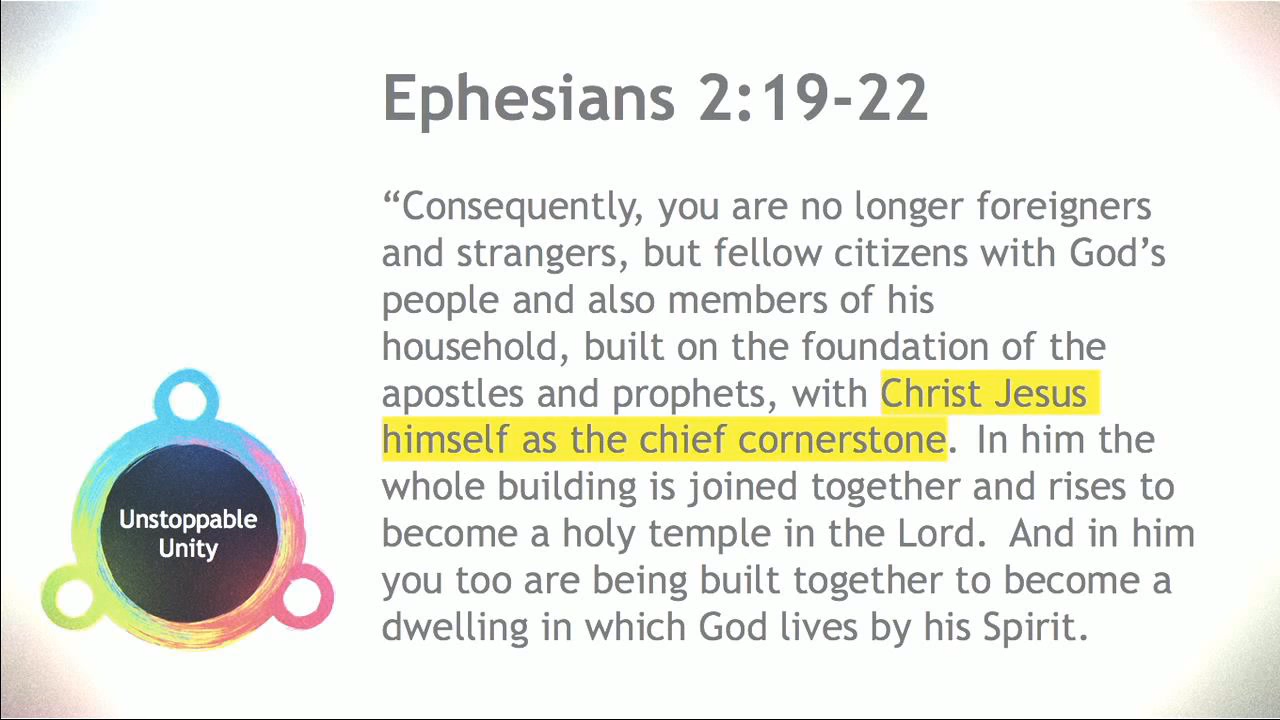 Ephesians 2:19-22
“Consequently, you are no longer foreigners
and strangers, but fellow citizens with God’s
people and also members of his
household, built on the foundation of the
apostles and prophets, with Christ Jesus
himself as the chief cornerstone.  In him the
whole building is joined together and rises to
become a holy temple in the Lord.  And in him
you too are being built together to become a
dwelling in which God lives by his Spirit.
Unstoppable
Unity